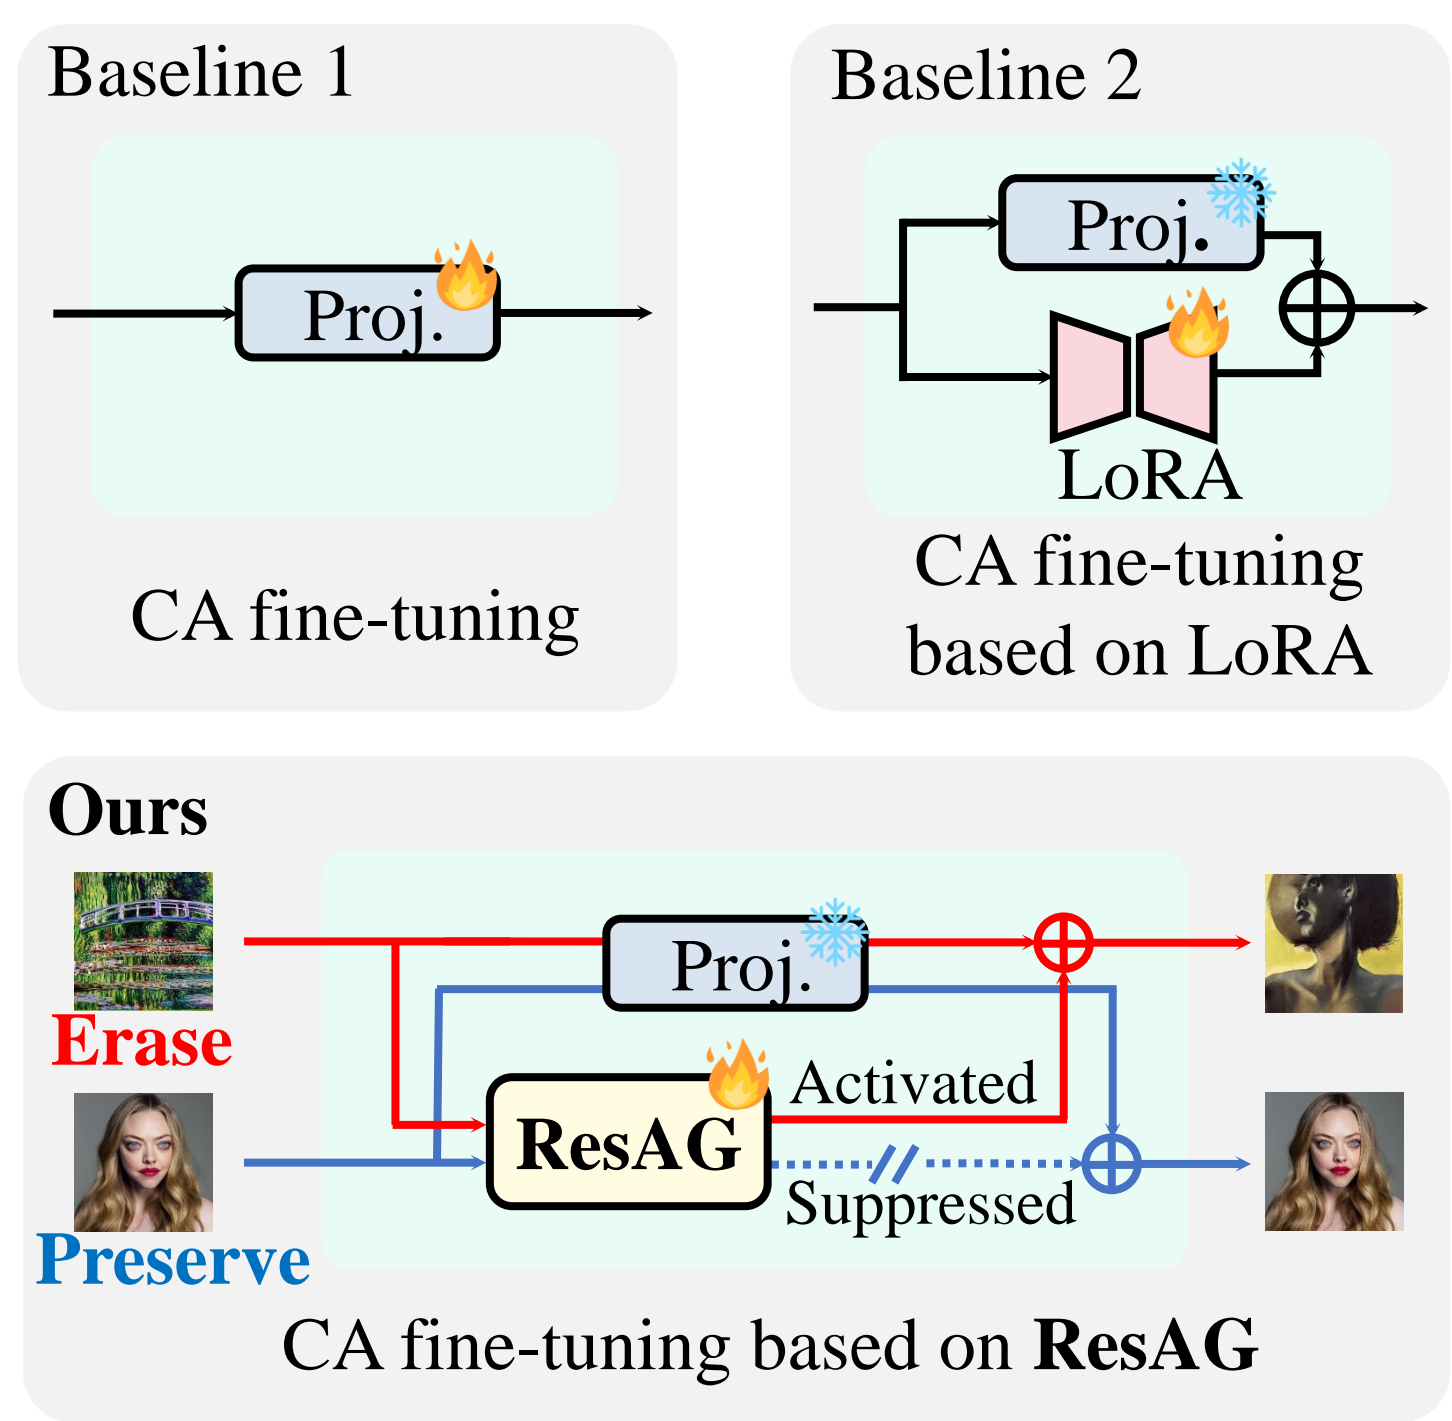 Baseline 1
Proj.
CA fine-tuning
Baseline 2
Proj.
LoRA
CA fine-tuning
based on LoRA
Ours
Erase
Preserve
Proj.
ResAG
Activated
Suppressed
CA fine-tuning based on ResAG